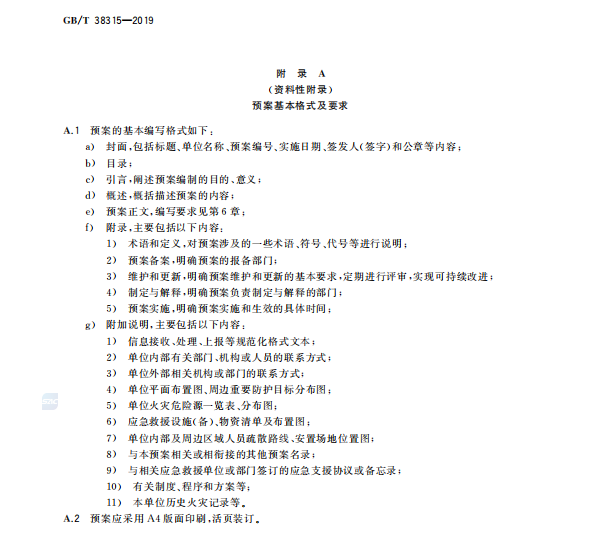 GB/T 38315—2019
附 录 A
(资料性附录)
预案基本格式及要求
A.1 预案的基本编写格式如下:
a) 封面,包括标题、单位名称、预案编号、实施日期、签发人(签字)和公章等内容;
b) 目录;
c) 引言,阐述预案编制的目的、意义;
d) 概述,概括描述预案的内容;
e) 预案正文,编写要求见第6章;
f) 附录,主要包括以下内容:
1) 术语和定义,对预案涉及的一些术语、符号、代号等进行说明;
2) 预案备案,明确预案的报备部门;
3) 维护和更新,明确预案维护和更新的基本要求,定期进行评审,实现可持续改进;
4) 制定与解释,明确预案负责制定与解释的部门;
5) 预案实施,明确预案实施和生效的具体时间;
g) 附加说明,主要包括以下内容:
1) 信息接收、处理、上报等规范化格式文本;
2) 单位内部有关部门、机构或人员的联系方式;
3) 单位外部相关机构或部门的联系方式;
4) 单位平面布置图、周边重要防护目标分布图;
5) 单位火灾危险源一览表、分布图;
6) 应急救援设施(备)、物资清单及布置图;
7) 单位内部及周边区域人员疏散路线、安置场地位置图;
8) 与本预案相关或相衔接的其他预案名录;
9) 与相关应急救援单位或部门签订的应急支援协议或备忘录;
10) 有关制度、程序和方案等;
11) 本单位历史火灾记录等。
A.2 预案应采用A4版面印刷,活页装订。